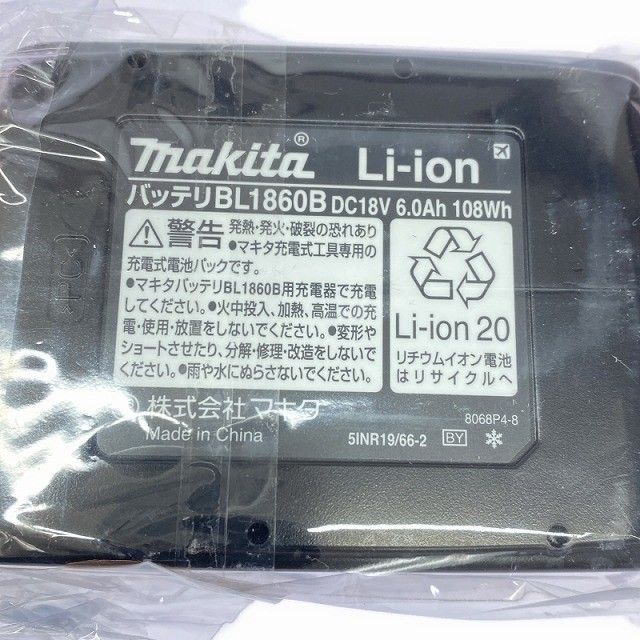 makita® Li-ion
バッテリBL1860B DC18V 6.0Ah 108Wh
警告 発熱・発火・破裂の恐れあり
●マキタ充電式工具専用の
充電式電池パックです。
●マキタバッテリBL1860B用充電器で充電
してください。●火中投入、加熱、高温での充
電・使用・放置をしないでください。●変形や
ショートさせたり、分解・修理・改造をしないで
ください。●雨や水にぬらさないでください。
Li-ion 20
リチウムイオン電池
はリサイクルへ
株式会社マキタ
Made in China
8068P4-8
5INR19/66-2 BY